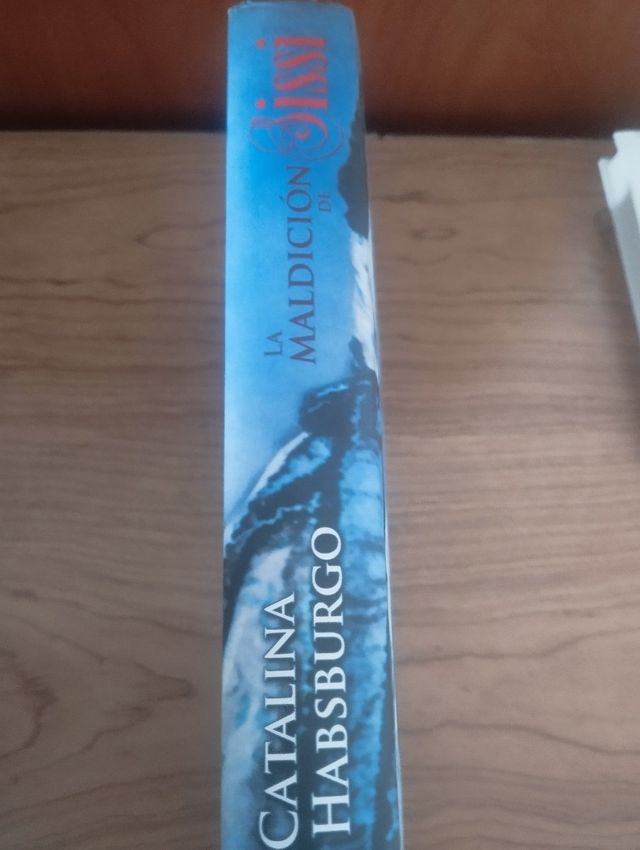 CATALINA
HABSBURGO
LA
MALDICIÓN
DE
Sissi